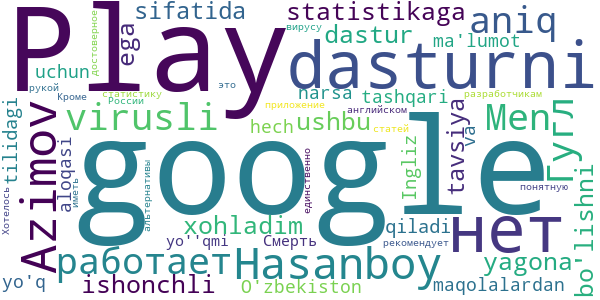 Play
google
dasturni
нет
Hasanboy
Azimov
работает
virusli
Гугл
Men
aniq
sifatida
statistikaga
ega
dastur
ma'lumot
uchun
narsa
tashqari
hech
ushbu
tavsiya
va
Ingliz
tilidagi
aloqasi
xohladim
yo''qmi
Смерть
qiladi
рекомендует
yagona
bo'lishni
yo'q
ishonchli
O'zbekiston
maqolalardan
достоверное
вирусу
рукой
Кроме
статистику
России
это
приложение
английском
разработчикам
статей
понятную
Хотелось
иметь
альтернативы
единственно